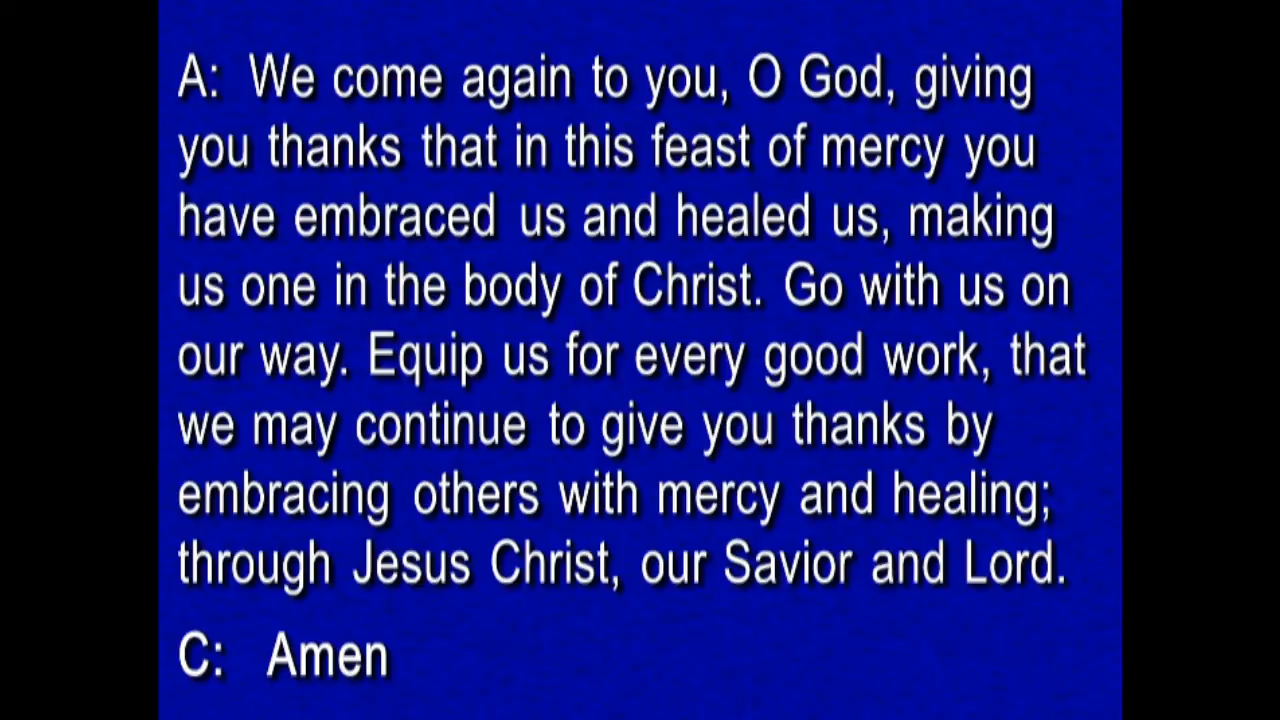 A: We come again to you, O God, giving
you thanks that in this feast of mercy you
have embraced us and healed us, making
us one in the body of Christ. Go with us on
our way. Equip us for every good work, that
we may continue to give you thanks by
embracing others with mercy and healing;
through Jesus Christ, our Savior and Lord.
C: Amen